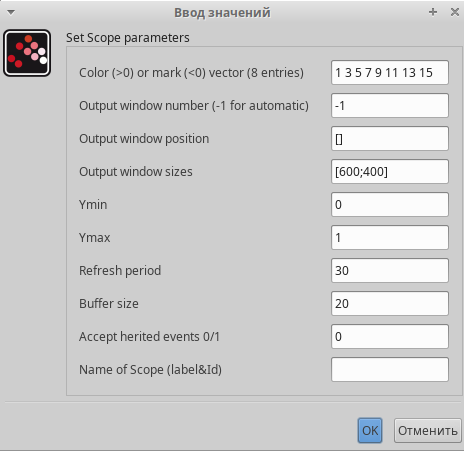 Ввод значений
Set Scope parameters
Color (>0) or mark (<0) vector (8 entries) 1 3 5 7 9 11 13 15
Output window number (-1 for automatic) -1
Output window position []
Output window sizes [600;400]
Ymin 0
Ymax 1
Refresh period 30
Buffer size 20
Accept herited events 0/1 0
Name of Scope (label&Id)
OK Отменить